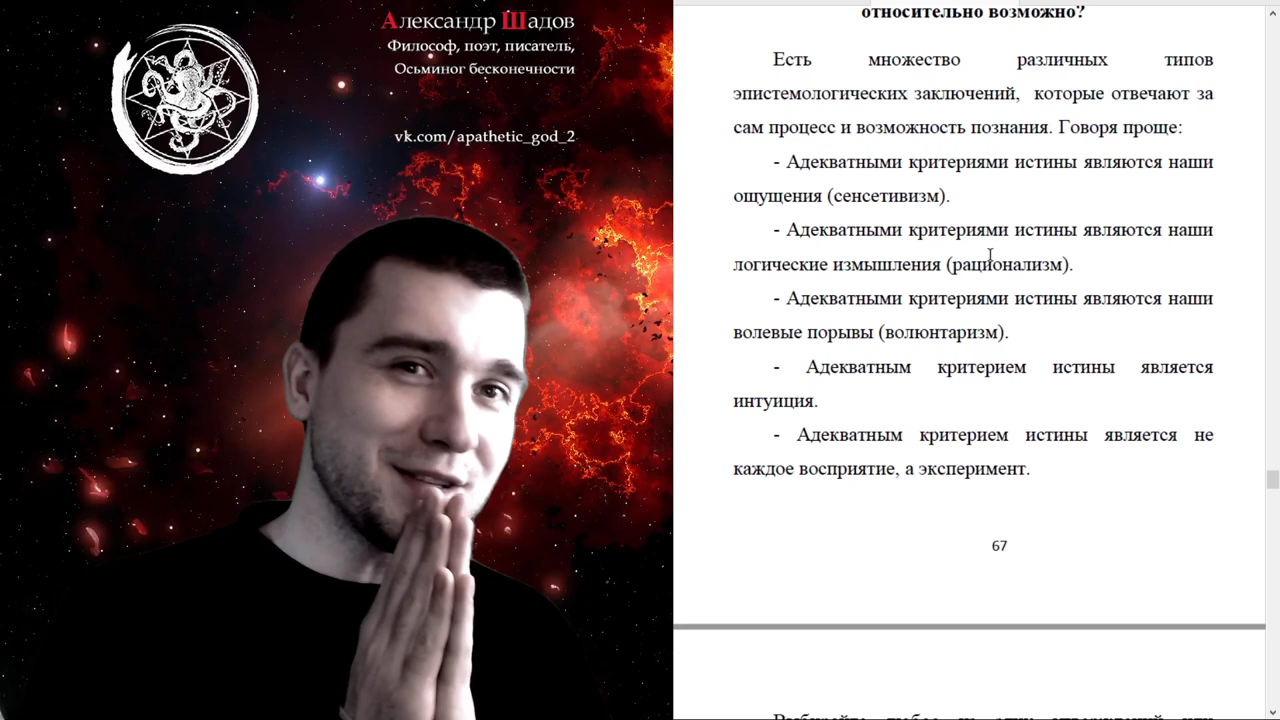 Александр Шадов
Философ, поэт, писатель,
Осьминог бесконечности
vk.com/apathetic_god_2
относительно возможно?
Есть множество различных типов
эпистемологических заключений, которые отвечают за
сам процесс и возможность познания. Говоря проще:
- Адекватными критериями истины являются наши
ощущения (сенсетивизм).
- Адекватными критериями истины являются наши
логические измышления (рационализм).
- Адекватными критериями истины являются наши
волевые порывы (волюнтаризм).
- Адекватным критерием истины является
интуиция.
- Адекватным критерием истины является не
каждое восприятие, а эксперимент.
67